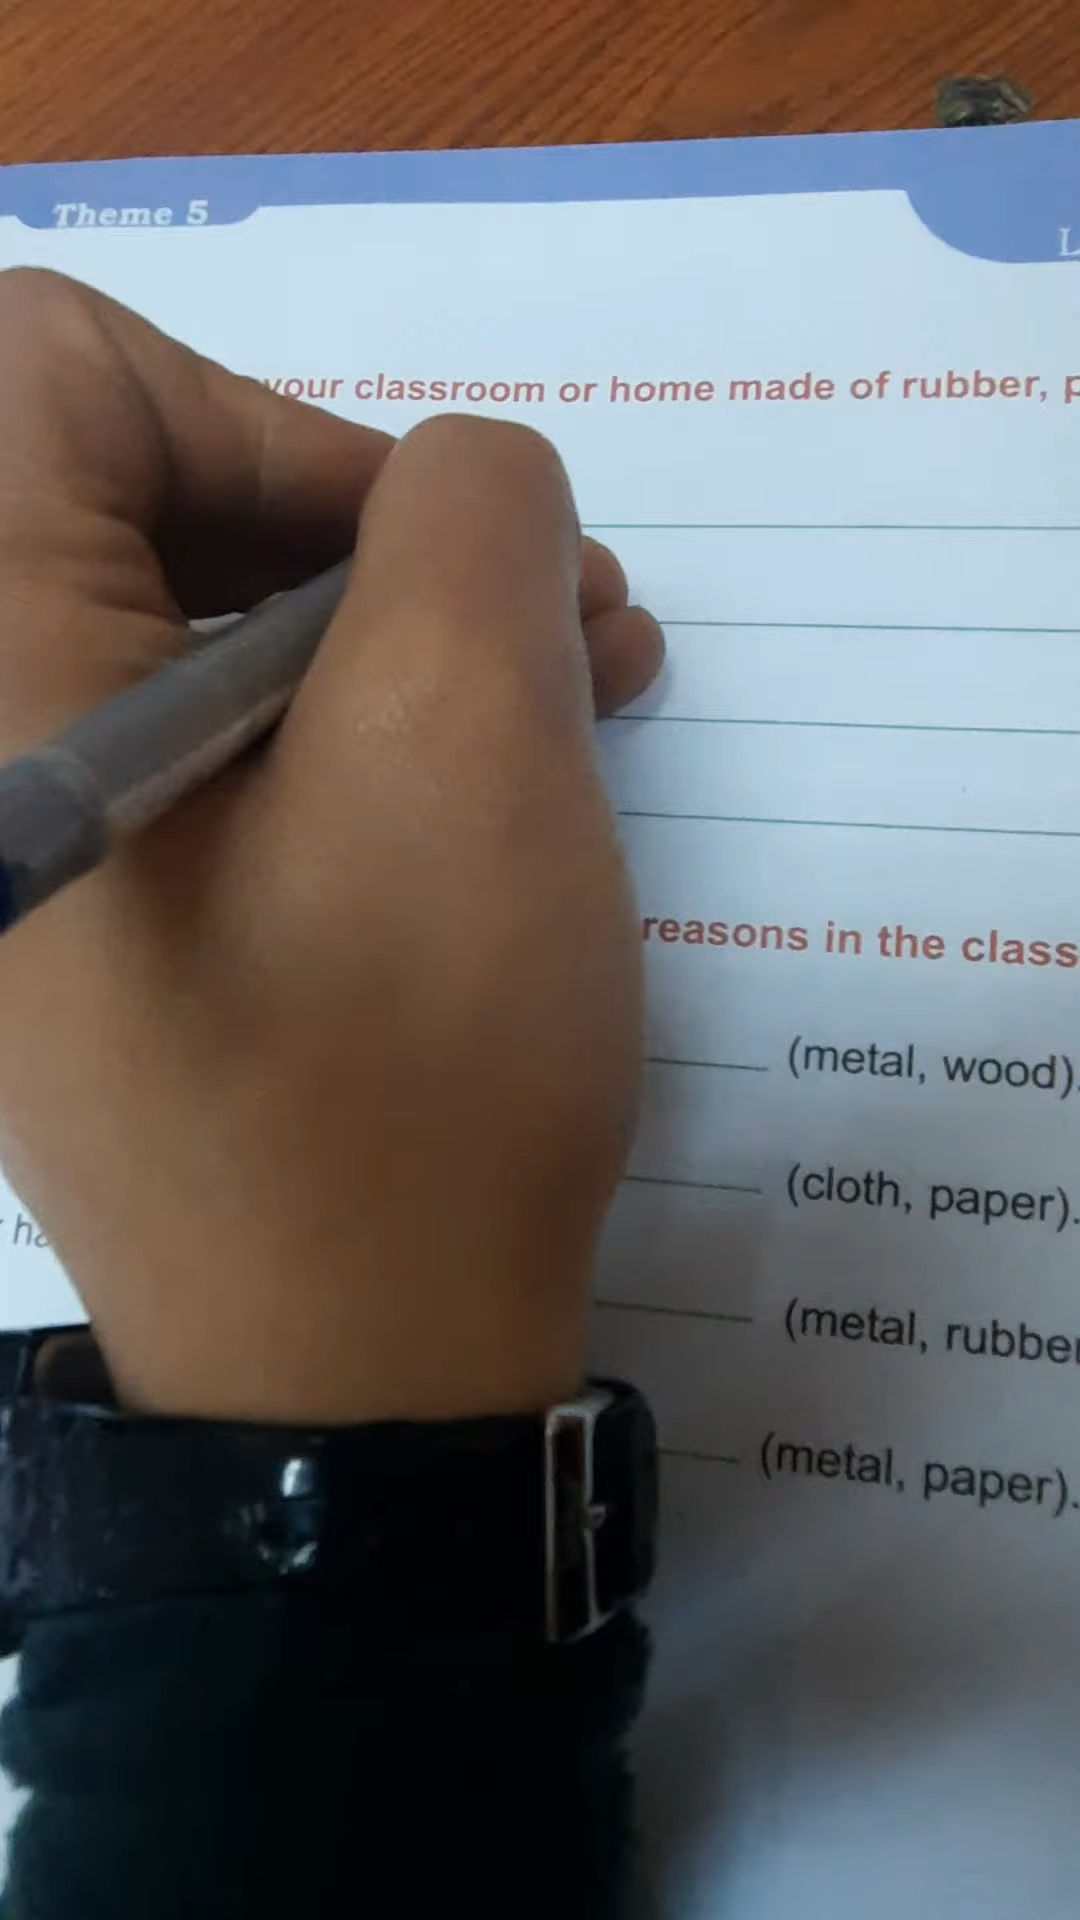 Theme 5
your classroom or home made of rubber,
reasons in the class
(metal, wood).
(cloth, paper).
(metal, rubber
(metal, paper).